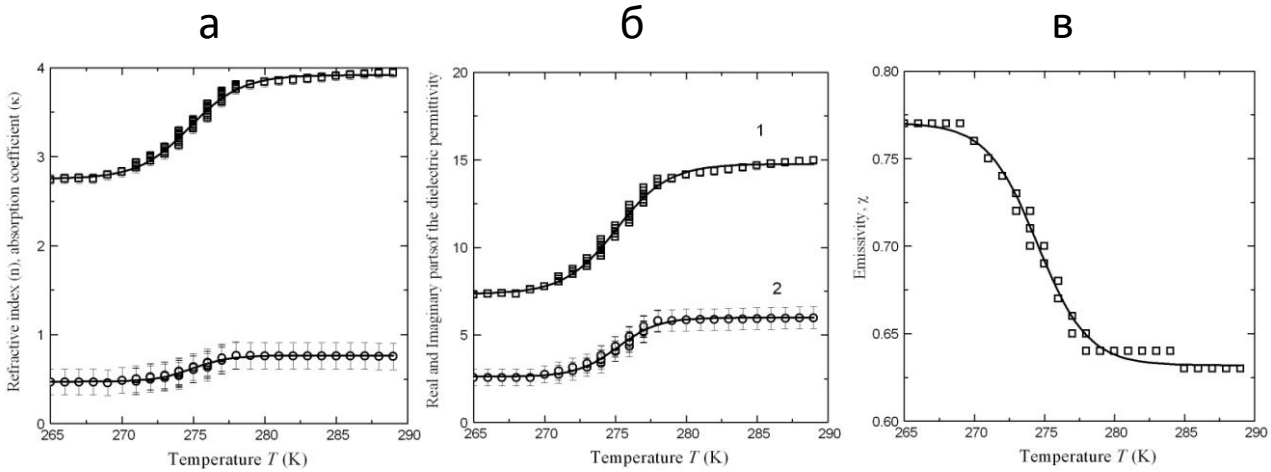 а
б
в
Refractive index (n), absorption coefficient (κ)
4
3
2
1
0
265 270 275 280 285 290
Temperature T (K)
Real and Imaginary partsof the dielectric permittivity
20
15
10
5
0
1
2
265 270 275 280 285 290
Temperature T (K)
Emissivity, χ
0.80
0.75
0.70
0.65
0.60
265 270 275 280 285 290
Temperature T (K)